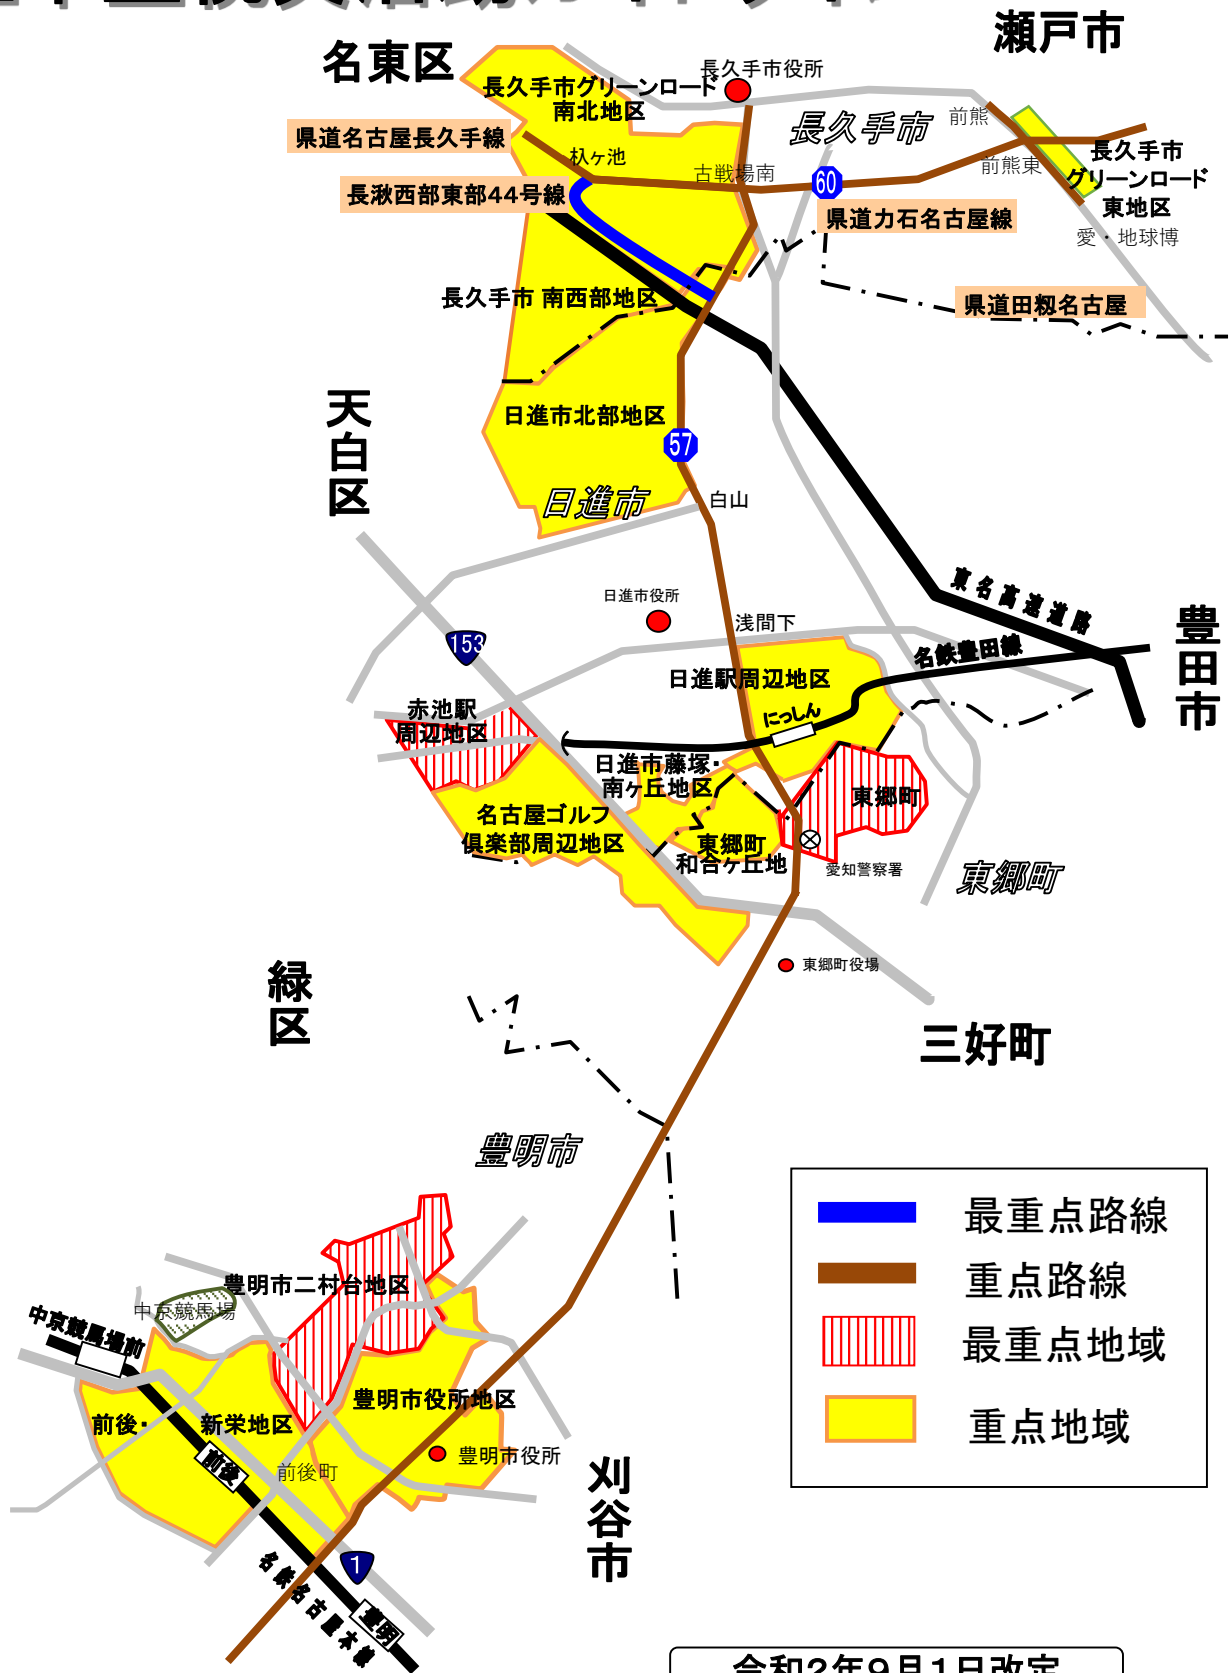 瀬戸市
名東区
長久手市役所
長久手市グリーンロード
南北地区
長久手市
前熊
県道名古屋長久手線
杁ヶ池
古戦場南
前熊東
長久手市
グリーンロード
東地区
60
長湫西部東部44号線
県道力石名古屋線
愛・地球博
長久手市 南西部地区
県道田籾名古屋
天白区
日進市北部地区
57
日進市
白山
東名高速道路
日進市役所
浅間下
豊田市
153
名鉄豊田線
日進駅周辺地区
赤池駅
周辺地区
にっしん
日進市藤塚・
南ヶ丘地区
東郷町
名古屋ゴルフ
倶楽部周辺地区
東郷町
和合ヶ丘地
愛知警察署
東郷町
東郷町役場
緑区
三好町
豊明市
最重点路線
重点路線
最重点地域
重点地域
豊明市二村台地区
中京競馬場
中京競馬場前
豊明市役所地区
前後・
新栄地区
前後
前後町
豊明市役所
刈谷市
1
名鉄名古屋本線
豊明
令和2年9月1日改定